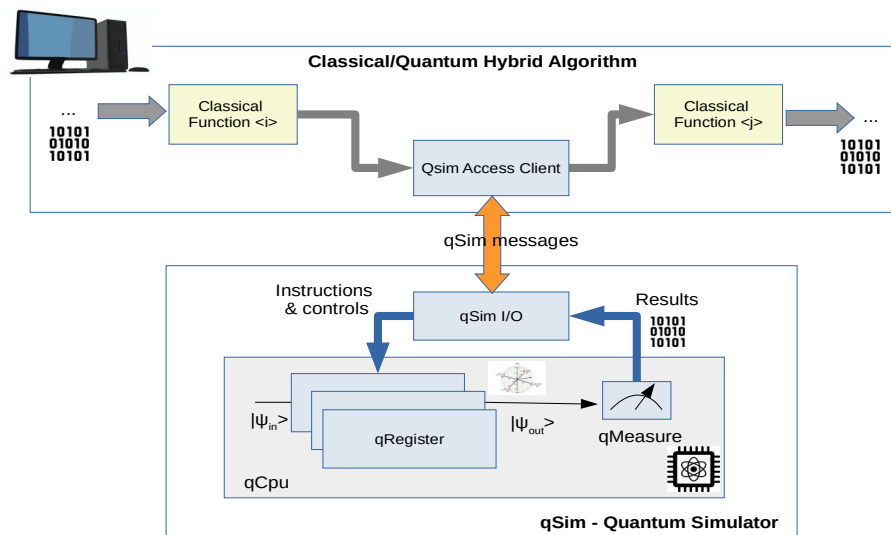 Classical/Quantum Hybrid Algorithm
...
10101
01010
10101
Classical
Function <i>
Qsim Access Client
Classical
Function <j>
...
10101
01010
10101
qSim messages
Instructions
& controls
qSim I/O
Results
10101
01010
10101
|ψin>
qRegister
|ψout>
qMeasure
qCpu
qSim - Quantum Simulator